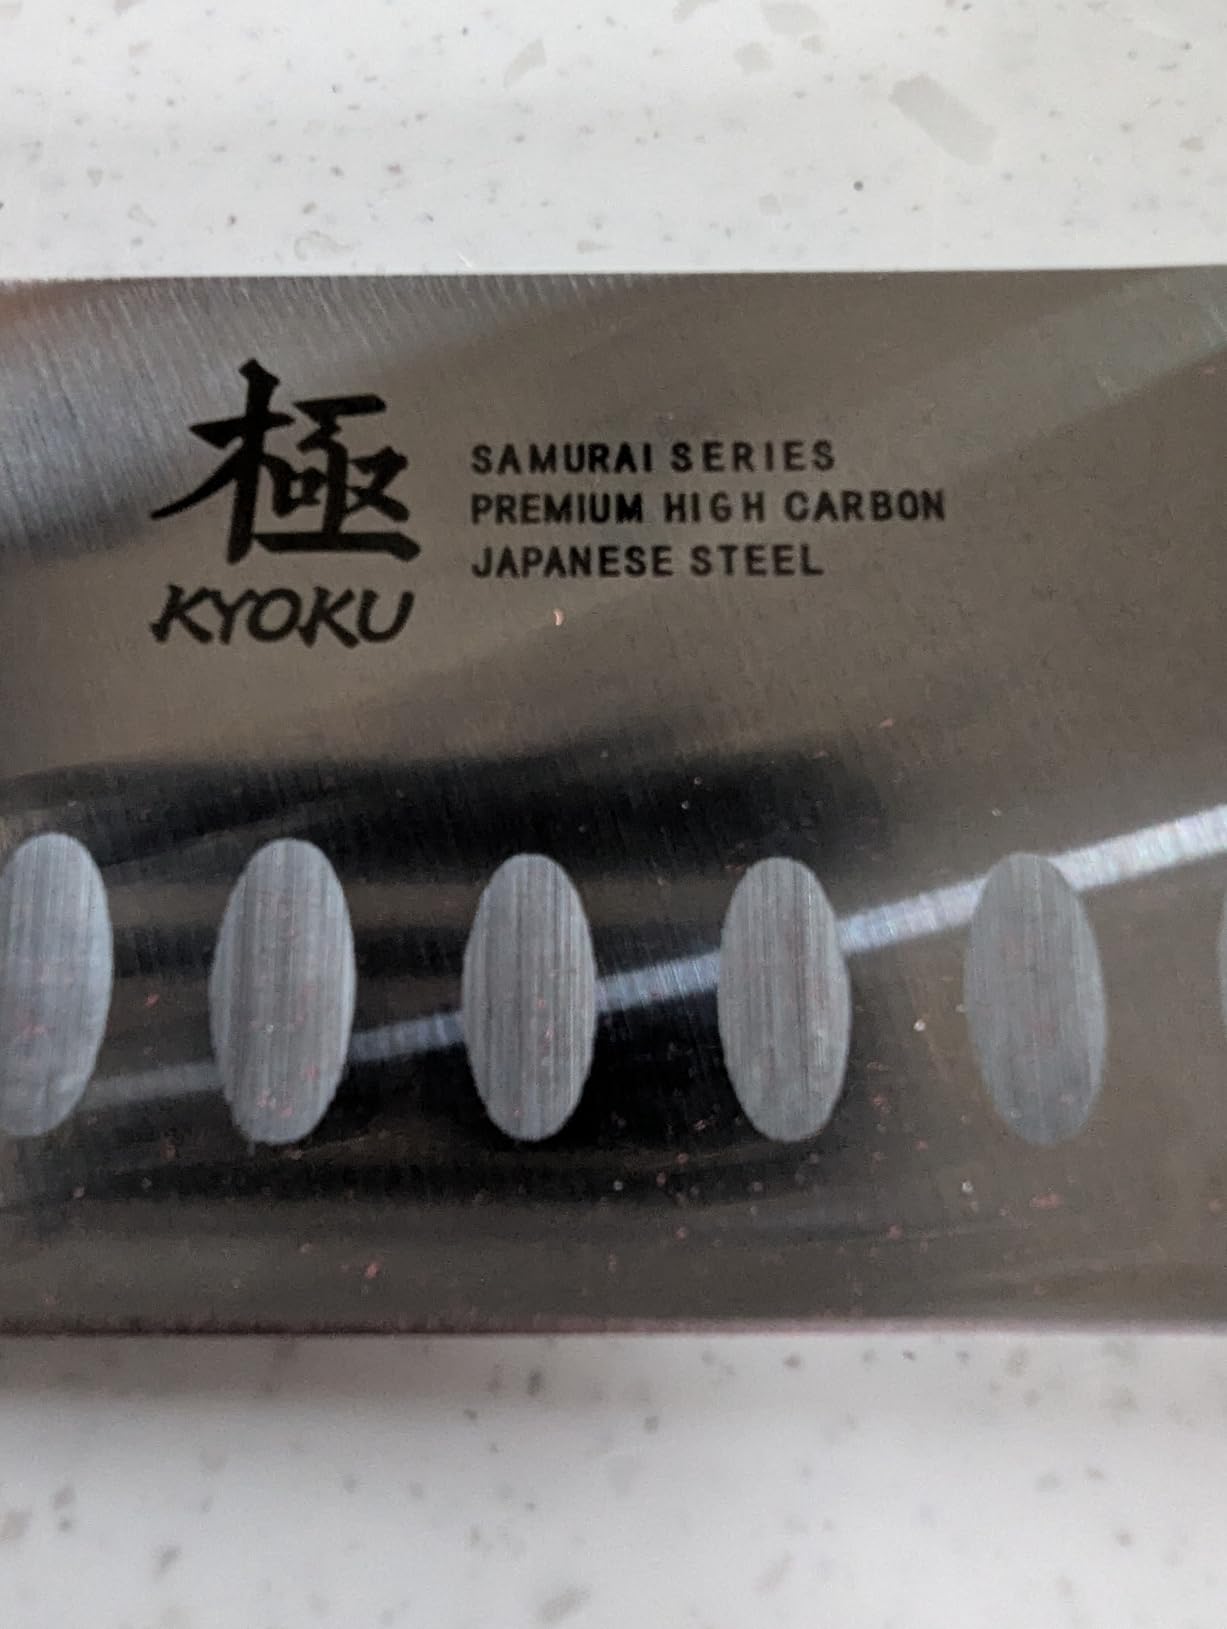 極
KYOKU
SAMURAI SERIES
PREMIUM HIGH CARBON
JAPANESE STEEL